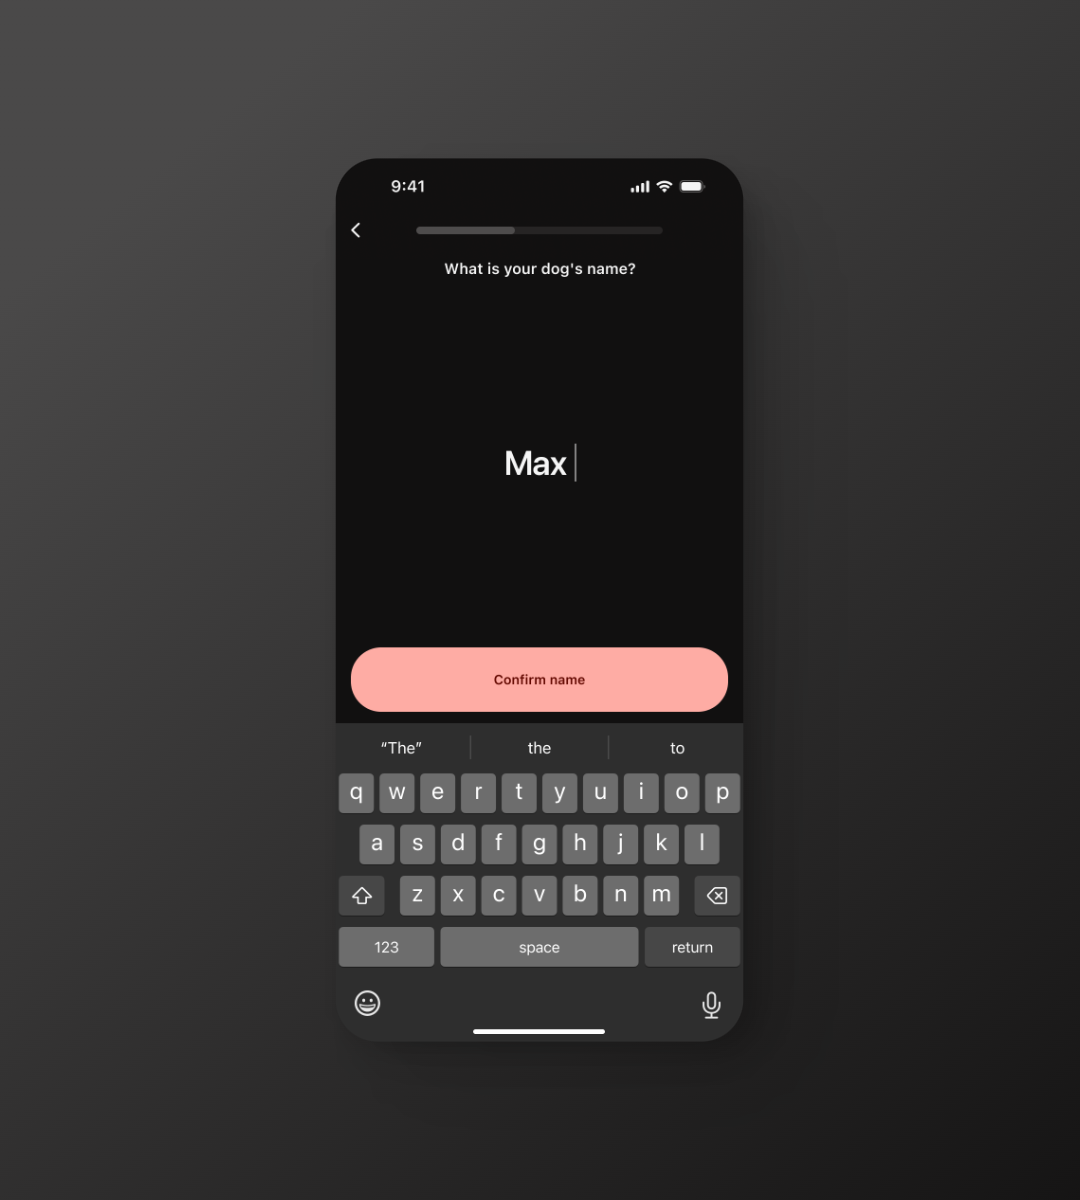 9:41
What is your dog's name?
Max
Confirm name
“The” the to
q w e r t y u i o p
a s d f g h j k l
z x c v b n m
123 space return